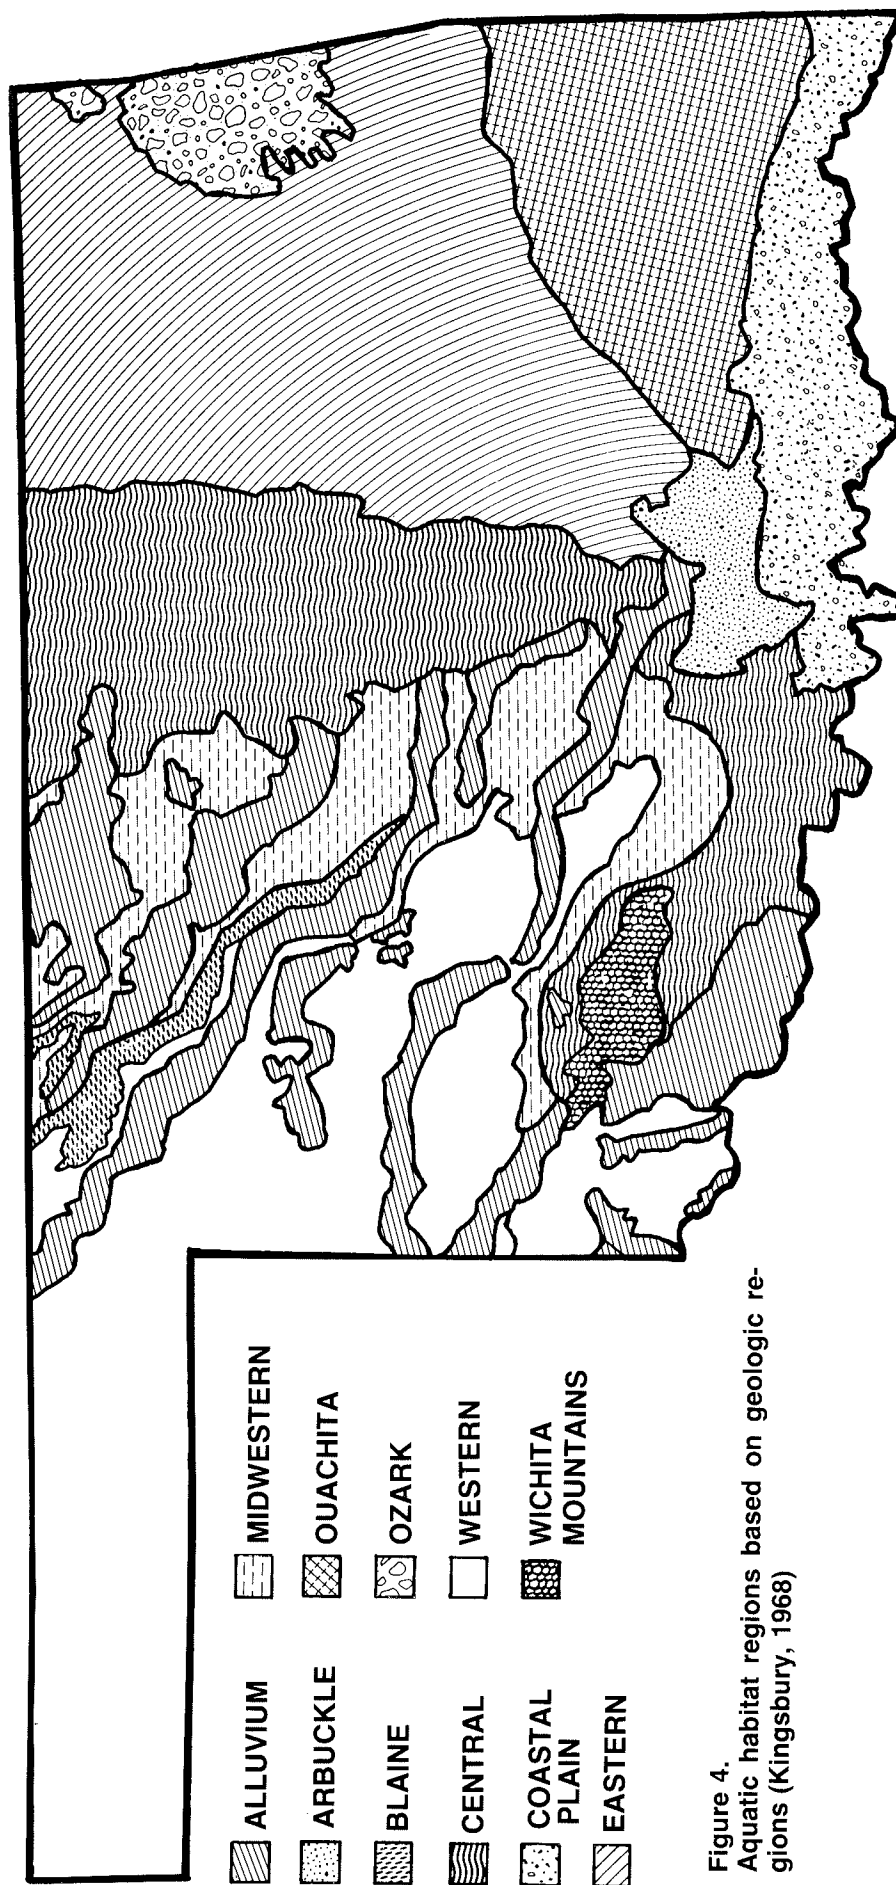 ALLUVIUM
ARBUCKLE
BLAINE
CENTRAL
COASTAL
PLAIN
EASTERN
MIDWESTERN
OUACHITA
OZARK
WESTERN
WICHITA
MOUNTAINS
Figure 4.
Aquatic habitat regions based on geologic re-
gions (Kingsbury, 1968)